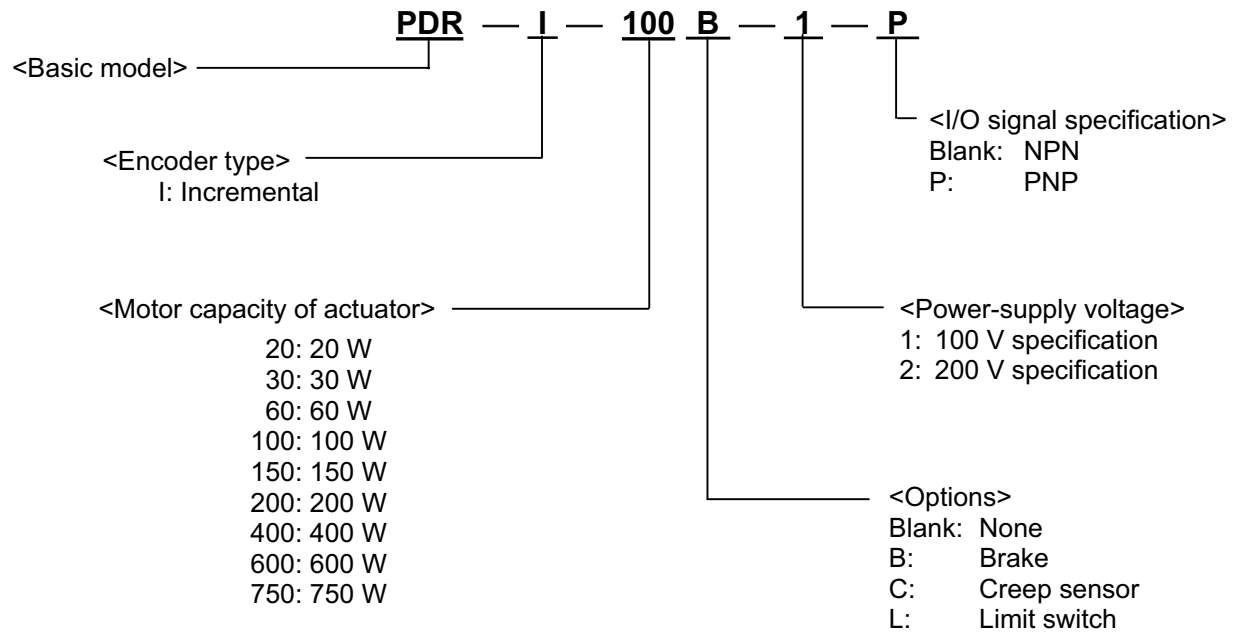 PDR — I — 100 B — 1 — P
<Basic model>
<I/O signal specification>
Blank: NPN
P: PNP
<Encoder type>
I: Incremental
<Motor capacity of actuator>
20: 20 W
30: 30 W
60: 60 W
100: 100 W
150: 150 W
200: 200 W
400: 400 W
600: 600 W
750: 750 W
<Power-supply voltage>
1: 100 V specification
2: 200 V specification
<Options>
Blank: None
B: Brake
C: Creep sensor
L: Limit switch